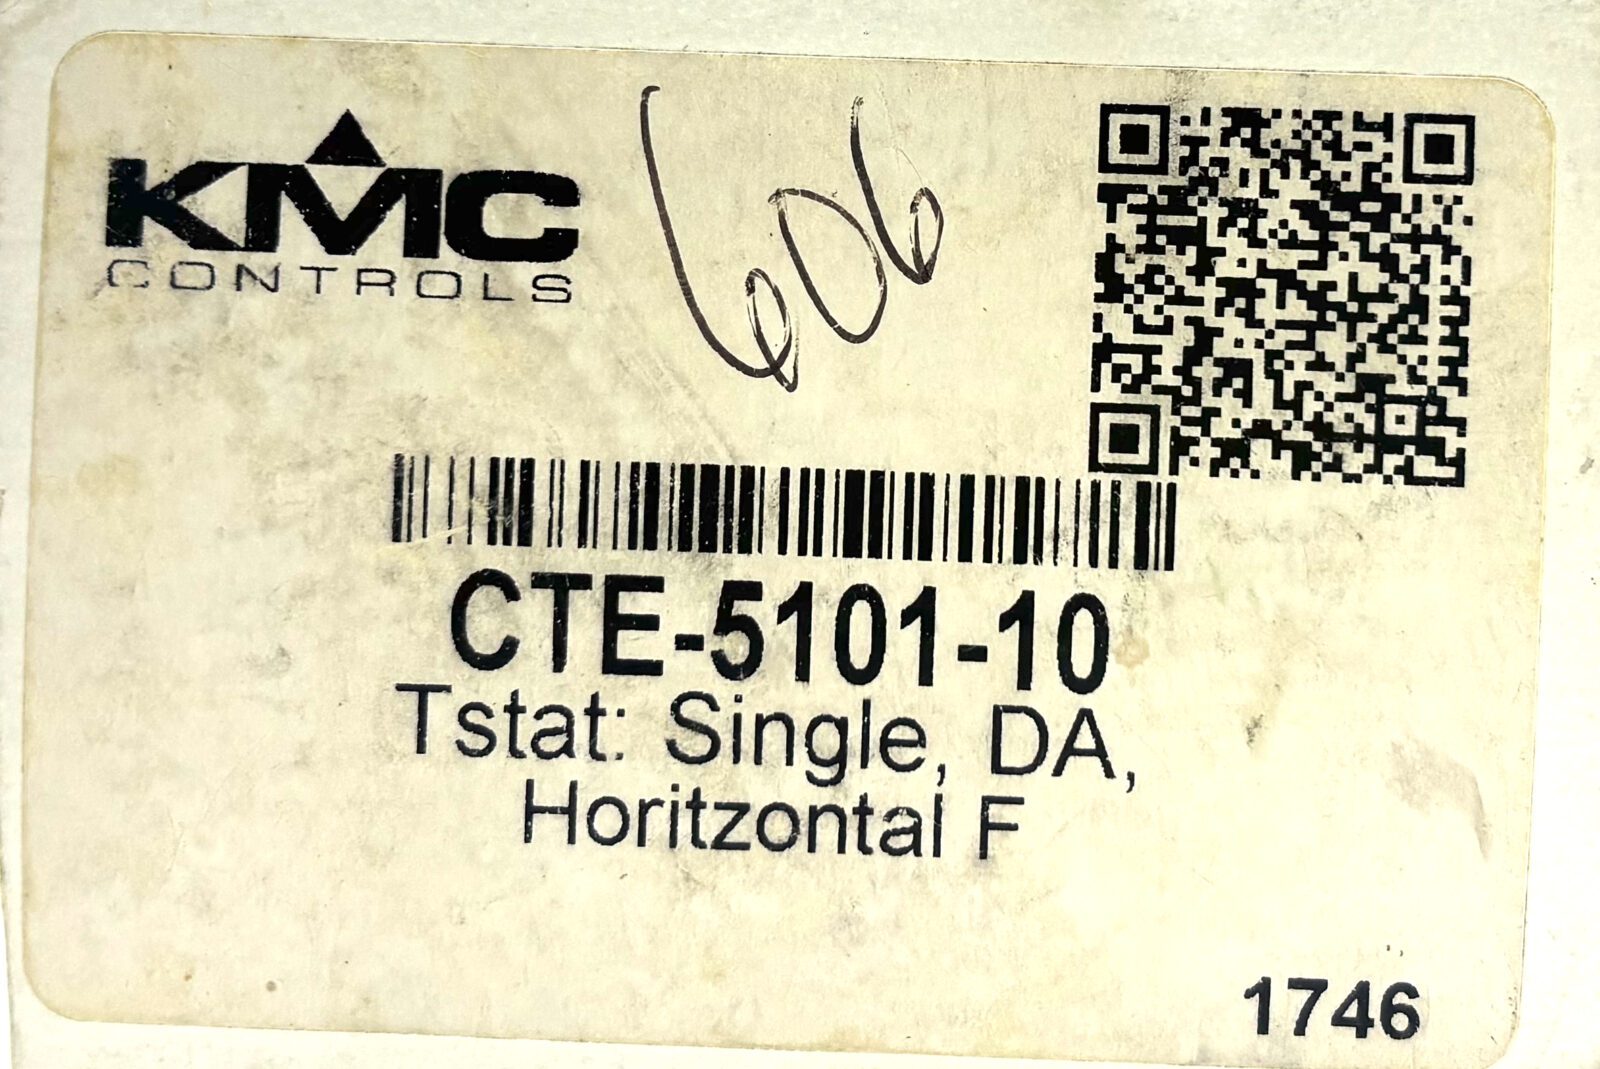 KMC
CONTROLS
606
CTE-5101-10
Tstat: Single, DA,
Horitzontal F
1746